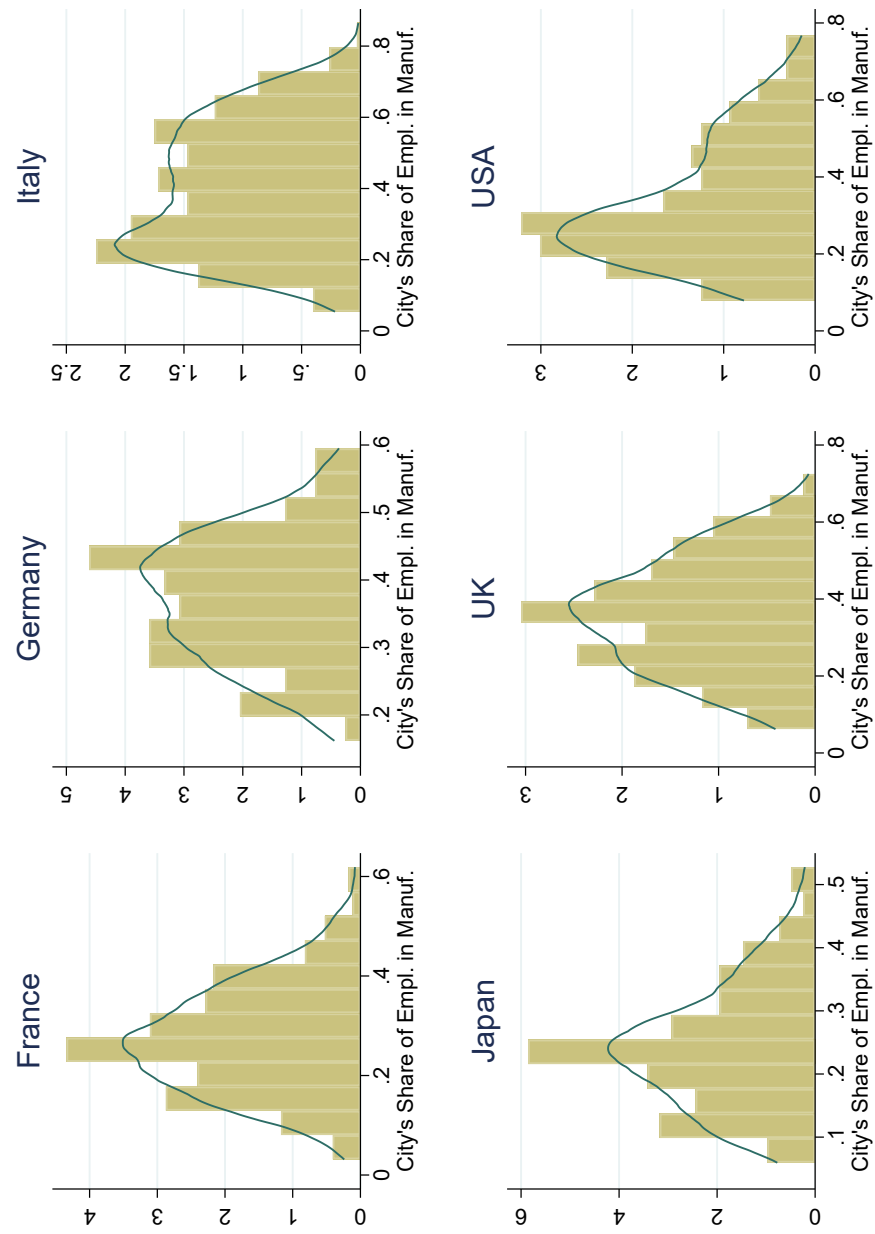 France
4
3
2
1
0
0 .2 .4 .6
City's Share of Empl. in Manuf.
Germany
5
4
3
2
1
0
.2 .3 .4 .5 .6
City's Share of Empl. in Manuf.
Italy
2.5
2
1.5
1
.5
0
0 .2 .4 .6 .8
City's Share of Empl. in Manuf.
Japan
6
4
2
0
.1 .2 .3 .4 .5
City's Share of Empl. in Manuf.
UK
3
2
1
0
0 .2 .4 .6 .8
City's Share of Empl. in Manuf.
USA
3
2
1
0
0 .2 .4 .6 .8
City's Share of Empl. in Manuf.